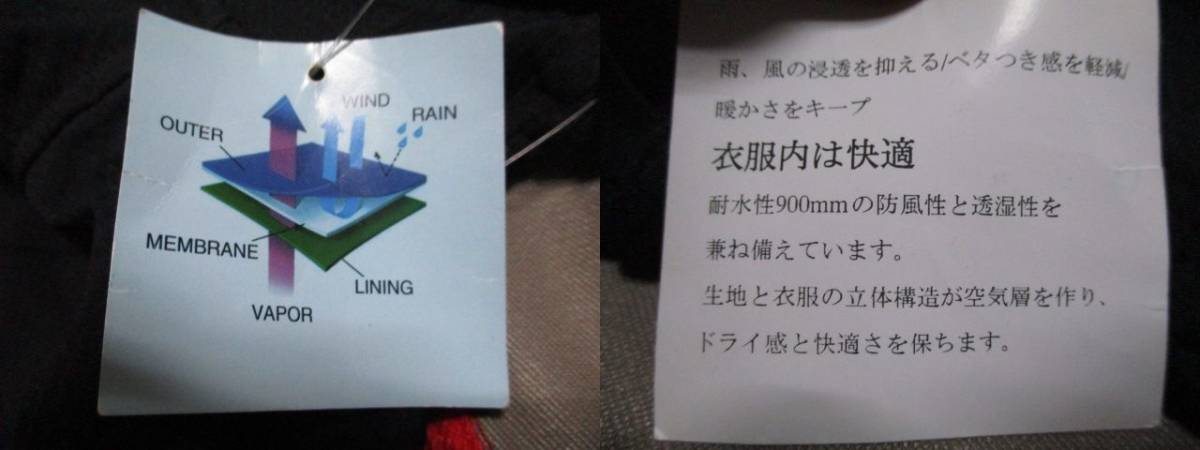 WIND
RAIN
OUTER
MEMBRANE
LINING
VAPOR
雨、風の浸透を抑える/ベタつき感を軽減/
暖かさをキープ
衣服内は快適
耐水性900mmの防風性と透湿性を
兼ね備えています。
生地と衣服の立体構造が空気層を作り、
ドライ感と快適さを保ちます。